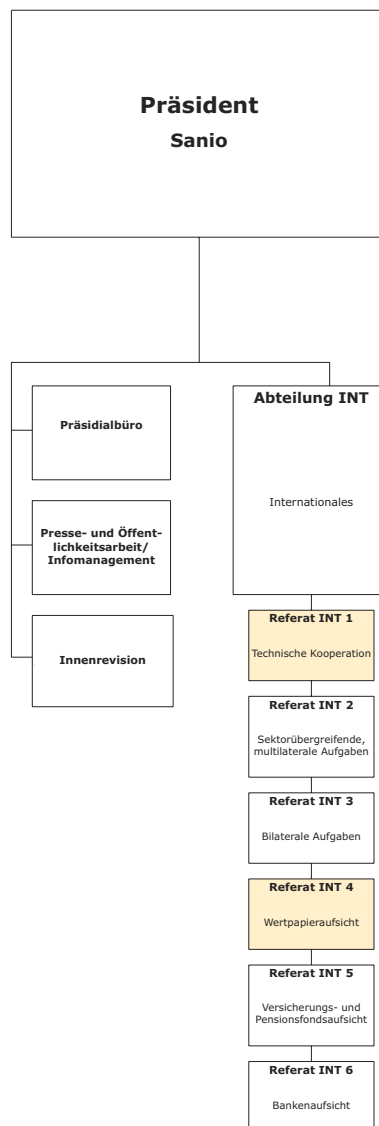 Präsident
Sanio
Präsidialbüro
Presse- und Öffent-
lichkeitsarbeit/
Infomanagement
Innenrevision
Abteilung INT
Internationales
Referat INT 1
Technische Kooperation
Referat INT 2
Sektorübergreifende,
multilaterale Aufgaben
Referat INT 3
Bilaterale Aufgaben
Referat INT 4
Wertpapieraufsicht
Referat INT 5
Versicherungs- und
Pensionsfondsaufsicht
Referat INT 6
Bankenaufsicht